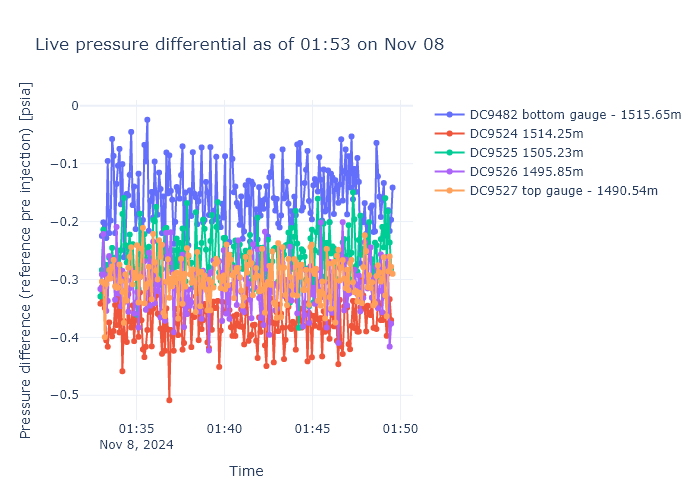 Live pressure differential as of 01:53 on Nov 08
Pressure difference (reference pre injection) [psia]
0
−0.1
−0.2
−0.3
−0.4
−0.5
01:35
01:40
01:45
01:50
Nov 8, 2024
Time
DC9482 bottom gauge - 1515.65m
DC9524 1514.25m
DC9525 1505.23m
DC9526 1495.85m
DC9527 top gauge - 1490.54m